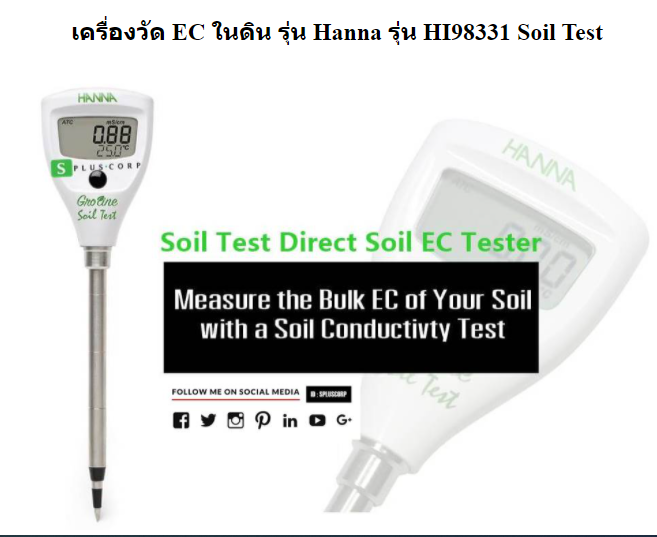 เครื่องวัด EC ในดิน รุ่น Hanna รุ่น HI98331 Soil Test
HANNA
ATC mS/cm
0.88
25.0°C
S PLUS·CORP
Groline
Soil Test
HANNA
Soil Test Direct Soil EC Tester
Measure the Bulk EC of Your Soil
with a Soil Conductivty Test
FOLLOW ME ON SOCIAL MEDIA
ID : SPLUSCORP